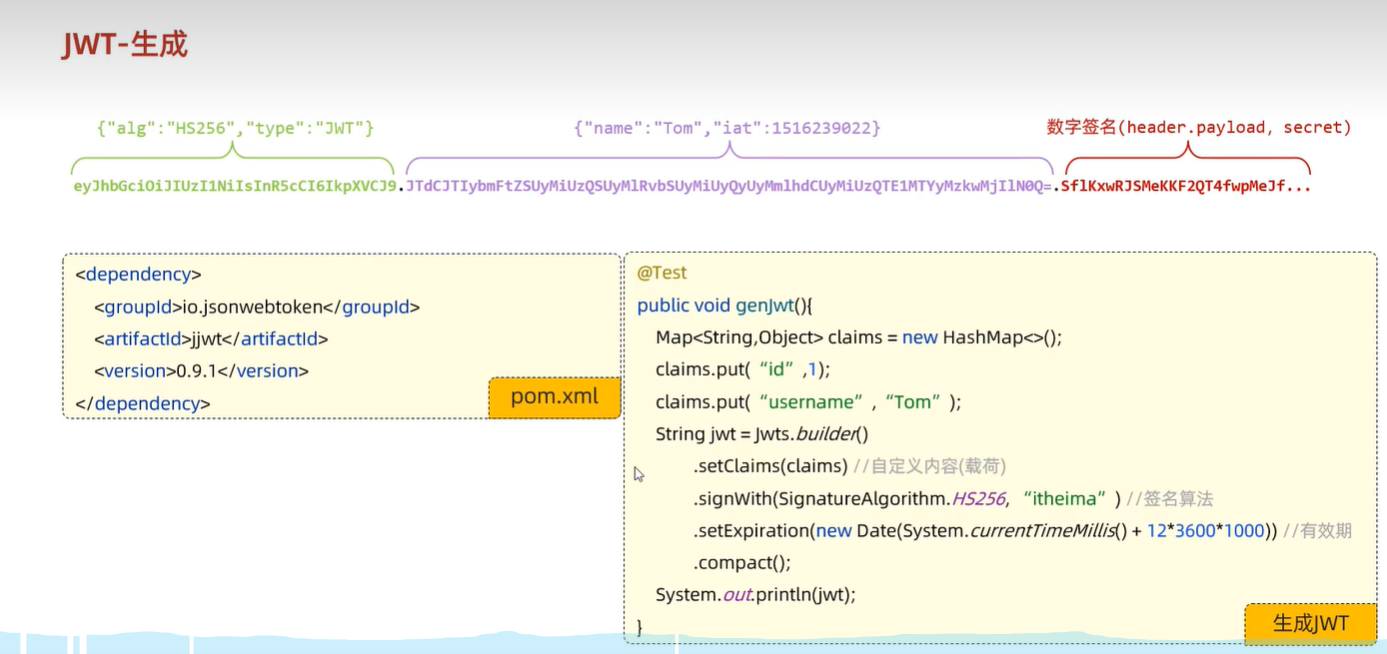 JWT-生成
{"alg":"HS256","type":"JWT"}
{"name":"Tom","iat":1516239022}
数字签名(header.payload, secret)
eyJhbGciOiJIUzI1NiIsInR5cCI6IkpXVCJ9.JTdCJTIybmFtZSUyMiUzQSUyMlRvbSUyMiUyQyUyMmlhdCUyMiUzQTE1MTYyMzkwMjIlN0Q=.SflKxwRJSMeKKF2QT4fwpMeJf...
<dependency>
<groupId>io.jsonwebtoken</groupId>
<artifactId>jjwt</artifactId>
<version>0.9.1</version>
</dependency>
pom.xml
@Test
public void genJwt(){
Map<String,Object> claims = new HashMap<>();
claims.put( “id” ,1);
claims.put( “username” , “Tom” );
String jwt = Jwts.builder()
.setClaims(claims) //自定义内容(载荷)
.signWith(SignatureAlgorithm.HS256, “itheima” ) //签名算法
.setExpiration(new Date(System.currentTimeMillis() + 12*3600*1000)) //有效期
.compact();
System.out.println(jwt);
}
生成JWT